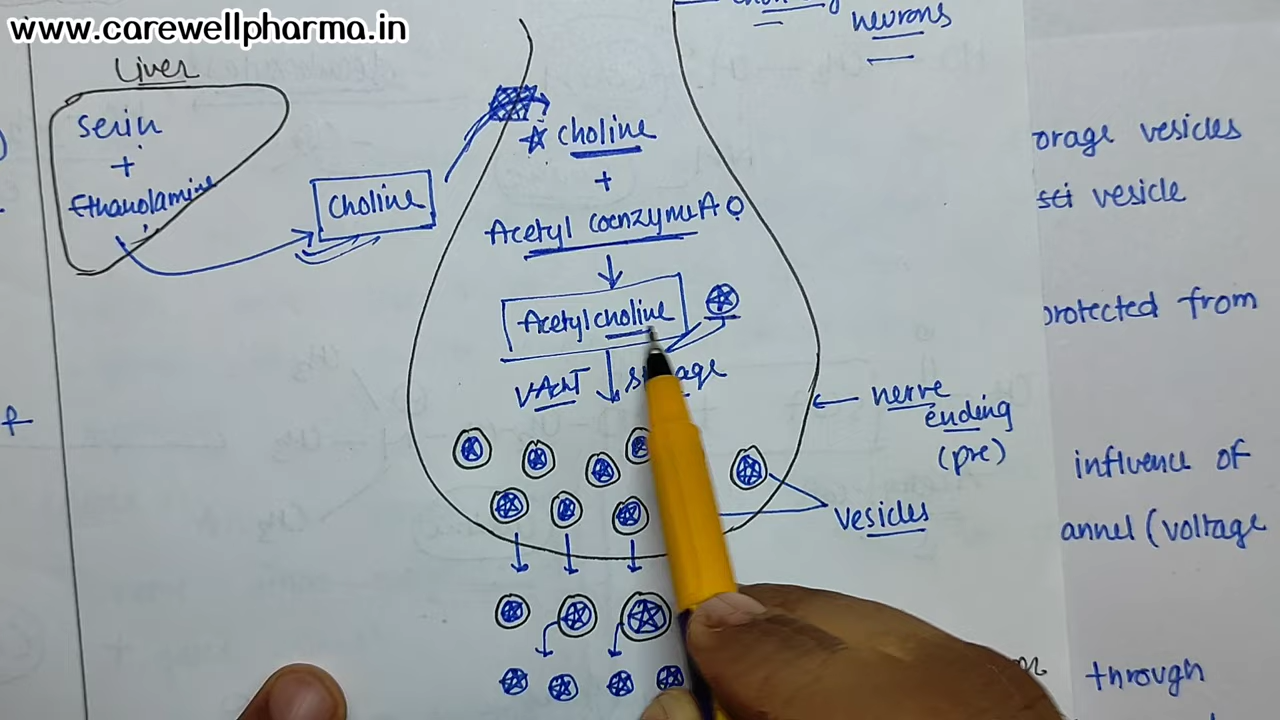 www.carewellpharma.in
Liver
Serin
+
Ethanolamine
Choline
neurons
Choline
+
Acetyl coenzyme A
Acetylcholine
VAchT
nerve
ending
(pre)
vesicles
orage vesicles
vesicle
protected from
influence of
annel (voltage
through